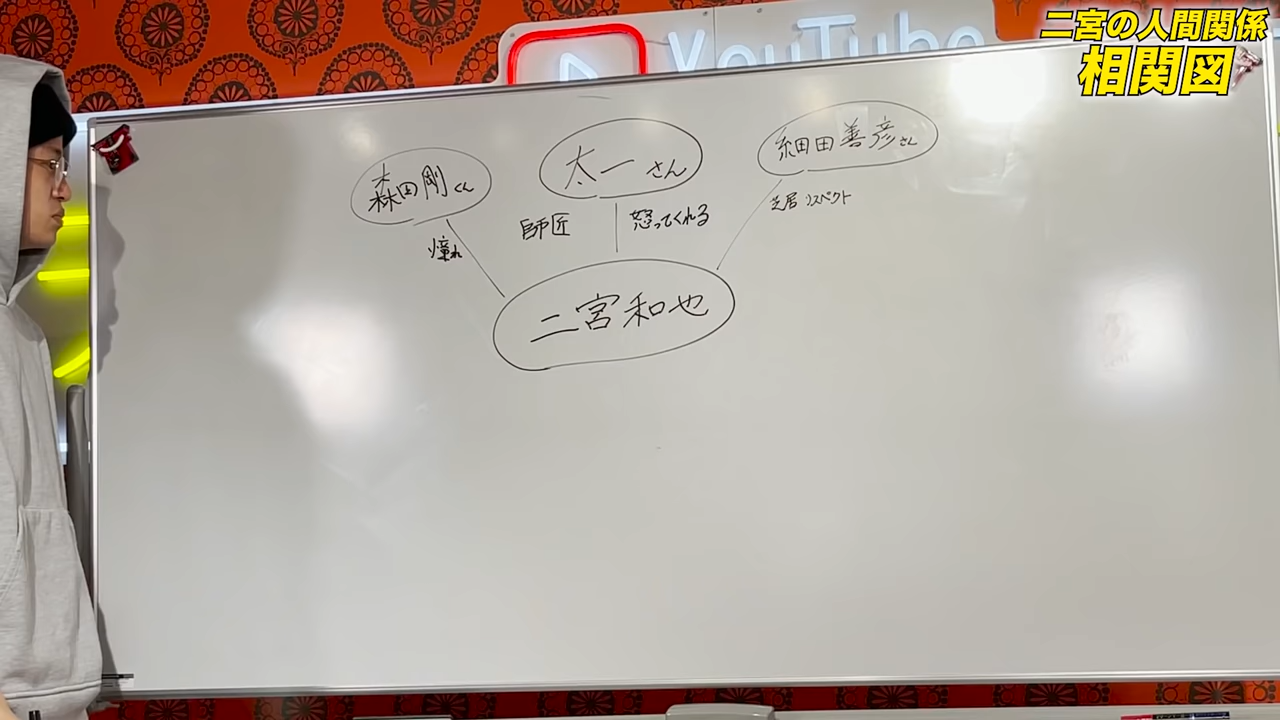 二宮の人間関係
相関図
YouTube
森田剛くん
太一さん
細田善彦さん
憧れ
師匠
怒ってくれる
芝居 リスペクト
二宮和也